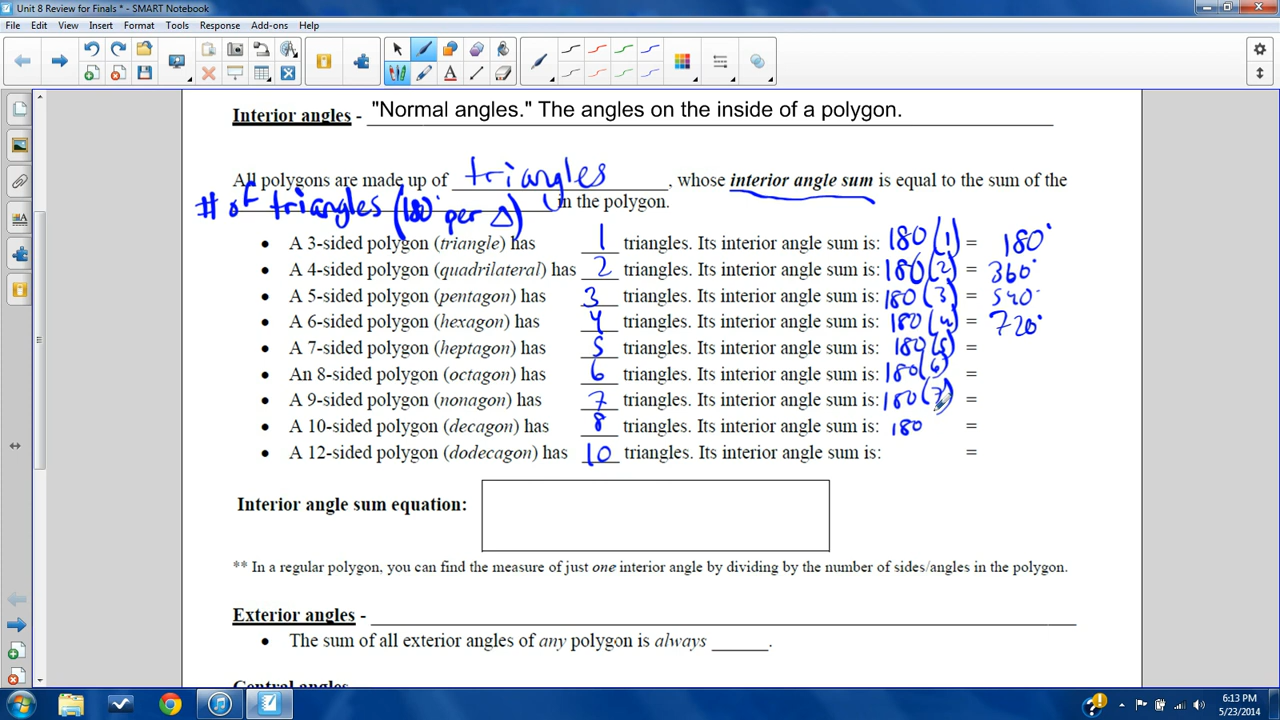 Unit 8 Review for Finals * - SMART Notebook
File Edit View Insert Format Tools Response Add-ons Help
Interior angles - "Normal angles." The angles on the inside of a polygon.
All polygons are made up of triangles, whose interior angle sum is equal to the sum of the
# of triangles (180° per △) in the polygon.
• A 3-sided polygon (triangle) has 1 triangles. Its interior angle sum is: 180(1) = 180°
• A 4-sided polygon (quadrilateral) has 2 triangles. Its interior angle sum is: 180(2) = 360°
• A 5-sided polygon (pentagon) has 3 triangles. Its interior angle sum is: 180(3) = 540°
• A 6-sided polygon (hexagon) has 4 triangles. Its interior angle sum is: 180(4) = 720°
• A 7-sided polygon (heptagon) has 5 triangles. Its interior angle sum is: 180(5) =
• An 8-sided polygon (octagon) has 6 triangles. Its interior angle sum is: 180(6) =
• A 9-sided polygon (nonagon) has 7 triangles. Its interior angle sum is: 180(7) =
• A 10-sided polygon (decagon) has 8 triangles. Its interior angle sum is: 180 =
• A 12-sided polygon (dodecagon) has 10 triangles. Its interior angle sum is: =
Interior angle sum equation:
** In a regular polygon, you can find the measure of just one interior angle by dividing by the number of sides/angles in the polygon.
Exterior angles -
• The sum of all exterior angles of any polygon is always ______.
Central angles
6:13 PM
5/23/2014